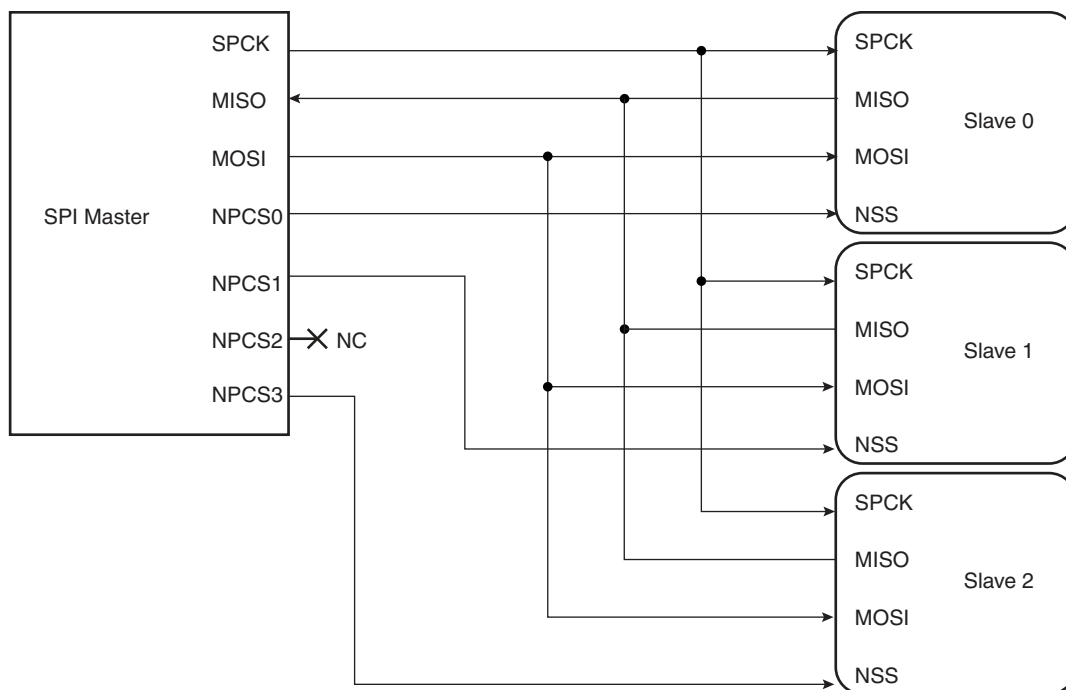 SPI Master
SPCK
MISO
MOSI
NPCS0
NPCS1
NPCS2
NC
NPCS3
SPCK
MISO
Slave 0
MOSI
NSS
SPCK
MISO
Slave 1
MOSI
NSS
SPCK
MISO
Slave 2
MOSI
NSS